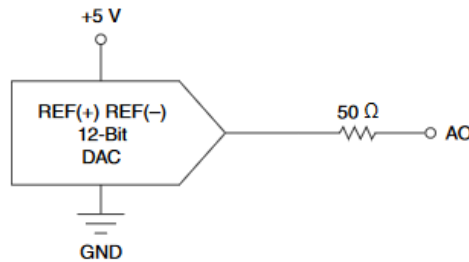 +5 V
REF(+) REF(–)
12-Bit
DAC
50 Ω
AO
GND